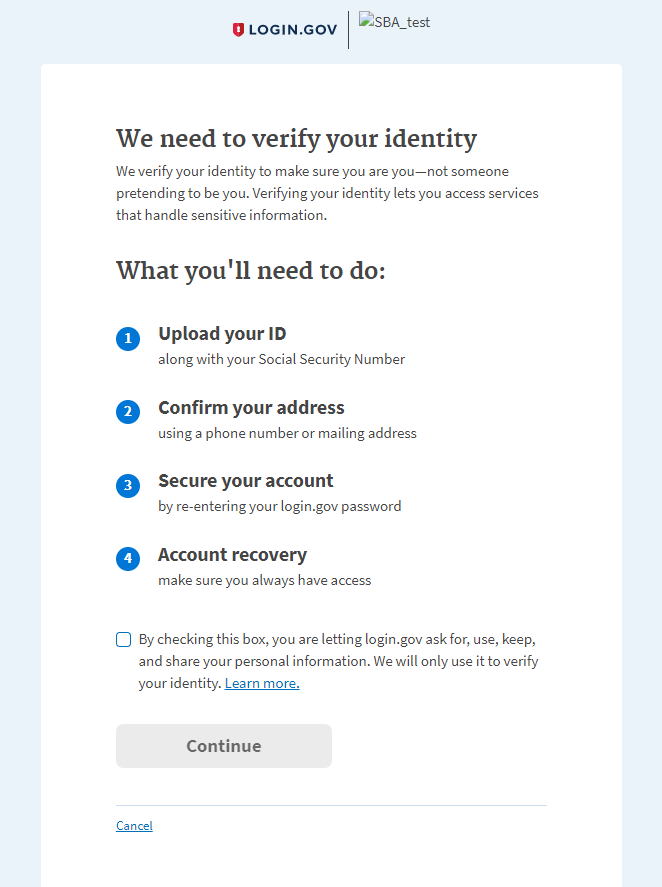 LOGIN.GOV
SBA_test
We need to verify your identity
We verify your identity to make sure you are you—not someone
pretending to be you. Verifying your identity lets you access services
that handle sensitive information.
What you'll need to do:
1 Upload your ID
along with your Social Security Number
2 Confirm your address
using a phone number or mailing address
3 Secure your account
by re-entering your login.gov password
4 Account recovery
make sure you always have access
By checking this box, you are letting login.gov ask for, use, keep,
and share your personal information. We will only use it to verify
your identity. Learn more.
Continue
Cancel